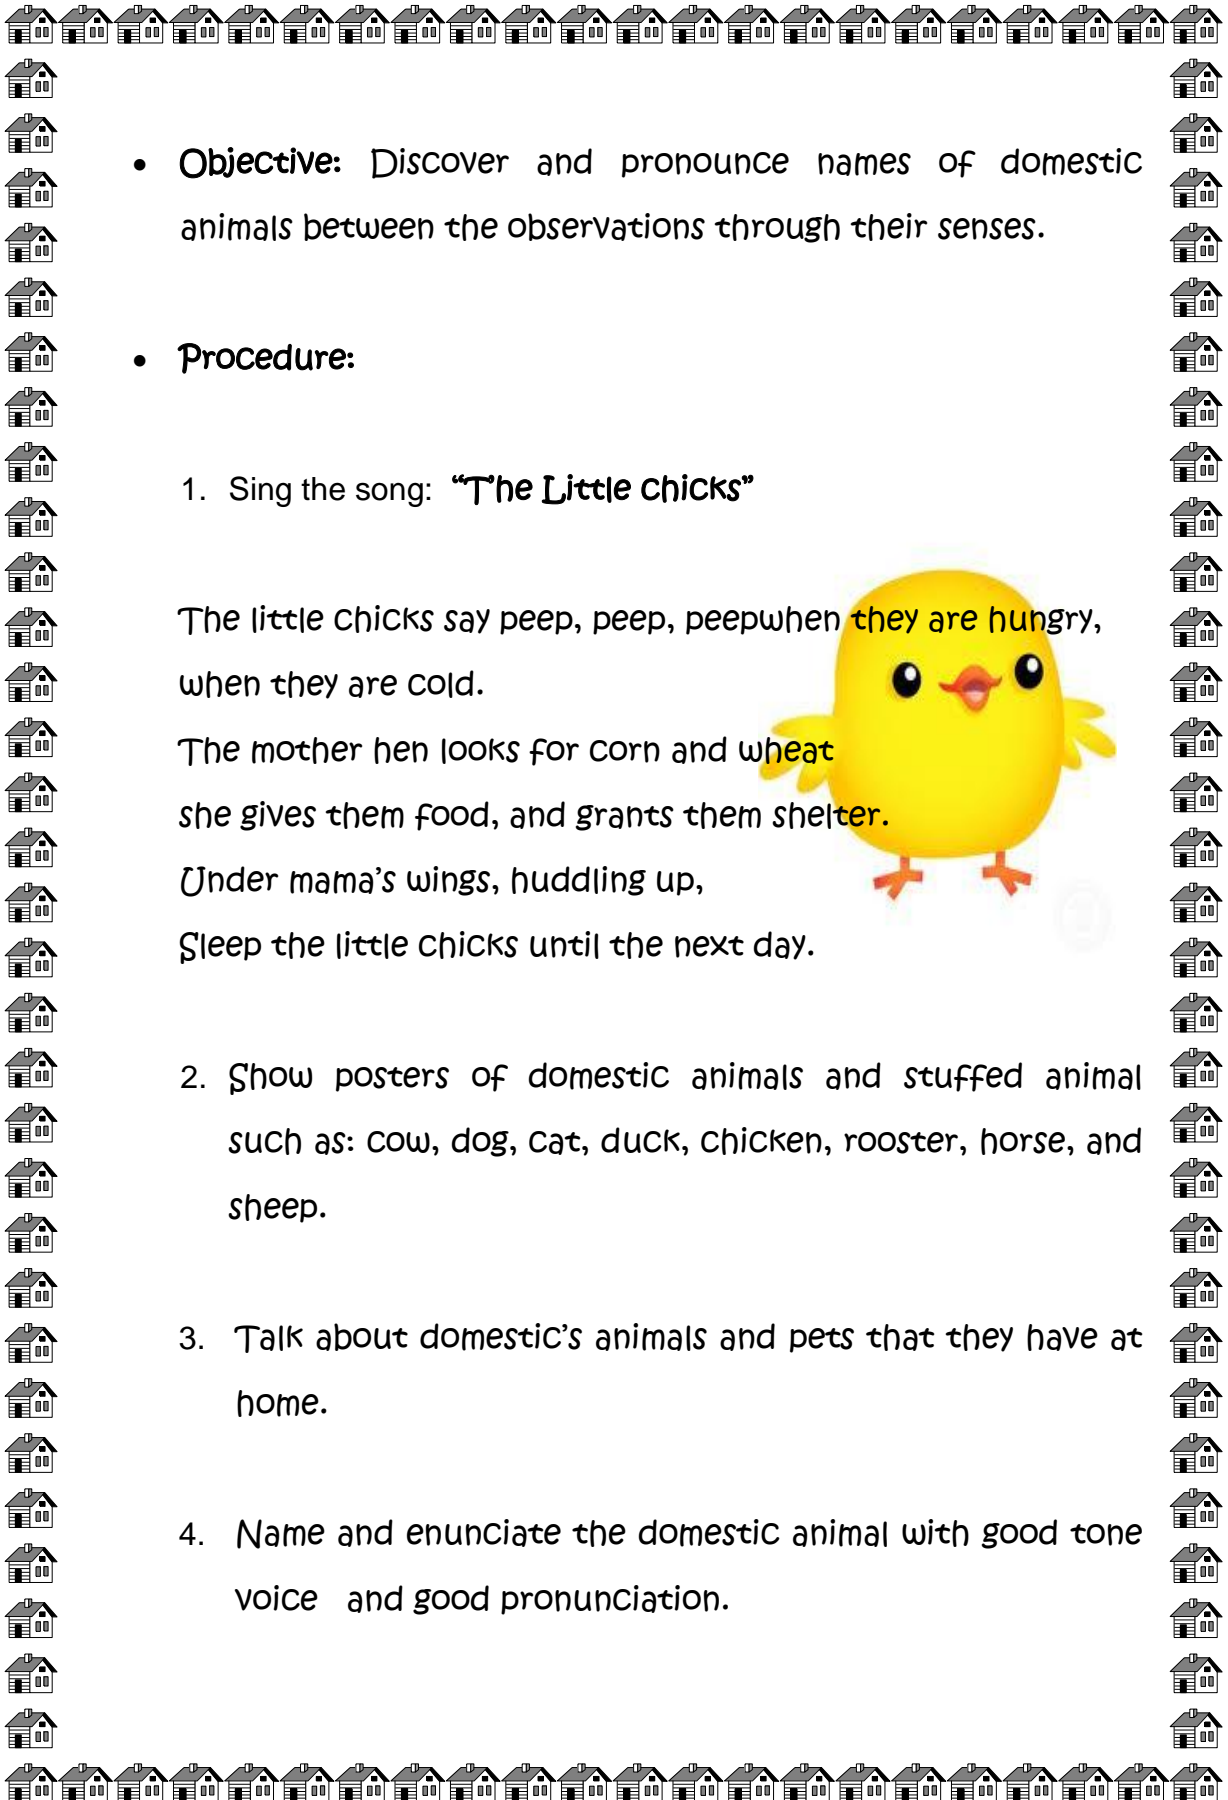 • Objective: Discover and pronounce names of domestic
animals between the observations through their senses.
• Procedure:
1. Sing the song: “The Little chicks”
The little chicks say peep, peep, peepwhen they are hungry,
when they are cold.
The mother hen looks for corn and wheat
she gives them food, and grants them shelter.
Under mama’s wings, huddling up,
Sleep the little chicks until the next day.
2. Show posters of domestic animals and stuffed animal
such as: cow, dog, cat, duck, chicken, rooster, horse, and
sheep.
3. Talk about domestic’s animals and pets that they have at
home.
4. Name and enunciate the domestic animal with good tone
voice and good pronunciation.